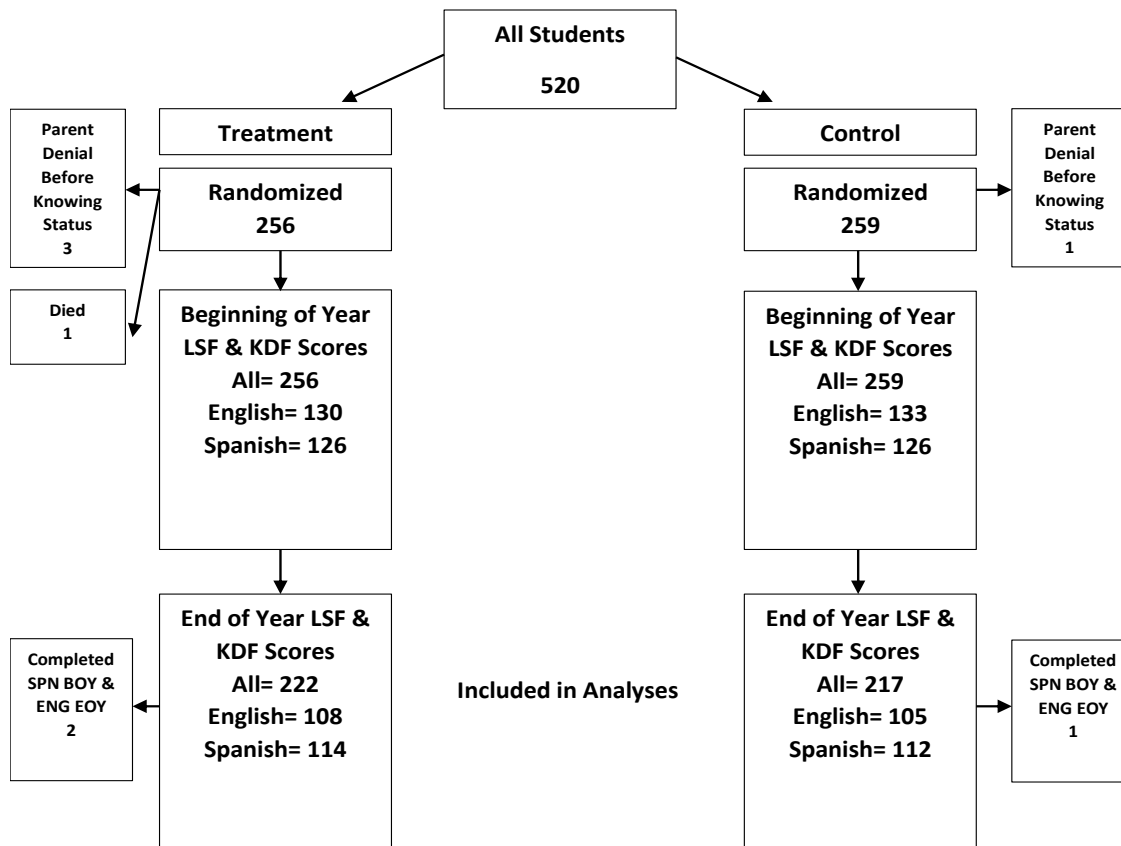 All Students
520
Treatment
Control
Parent
Denial
Before
Knowing
Status
3
Randomized
256
Randomized
259
Parent
Denial
Before
Knowing
Status
1
Died
1
Beginning of Year
LSF & KDF Scores
All= 256
English= 130
Spanish= 126
Beginning of Year
LSF & KDF Scores
All= 259
English= 133
Spanish= 126
Completed
SPN BOY &
ENG EOY
2
End of Year LSF &
KDF Scores
All= 222
English= 108
Spanish= 114
Included in Analyses
End of Year LSF &
KDF Scores
All= 217
English= 105
Spanish= 112
Completed
SPN BOY &
ENG EOY
1